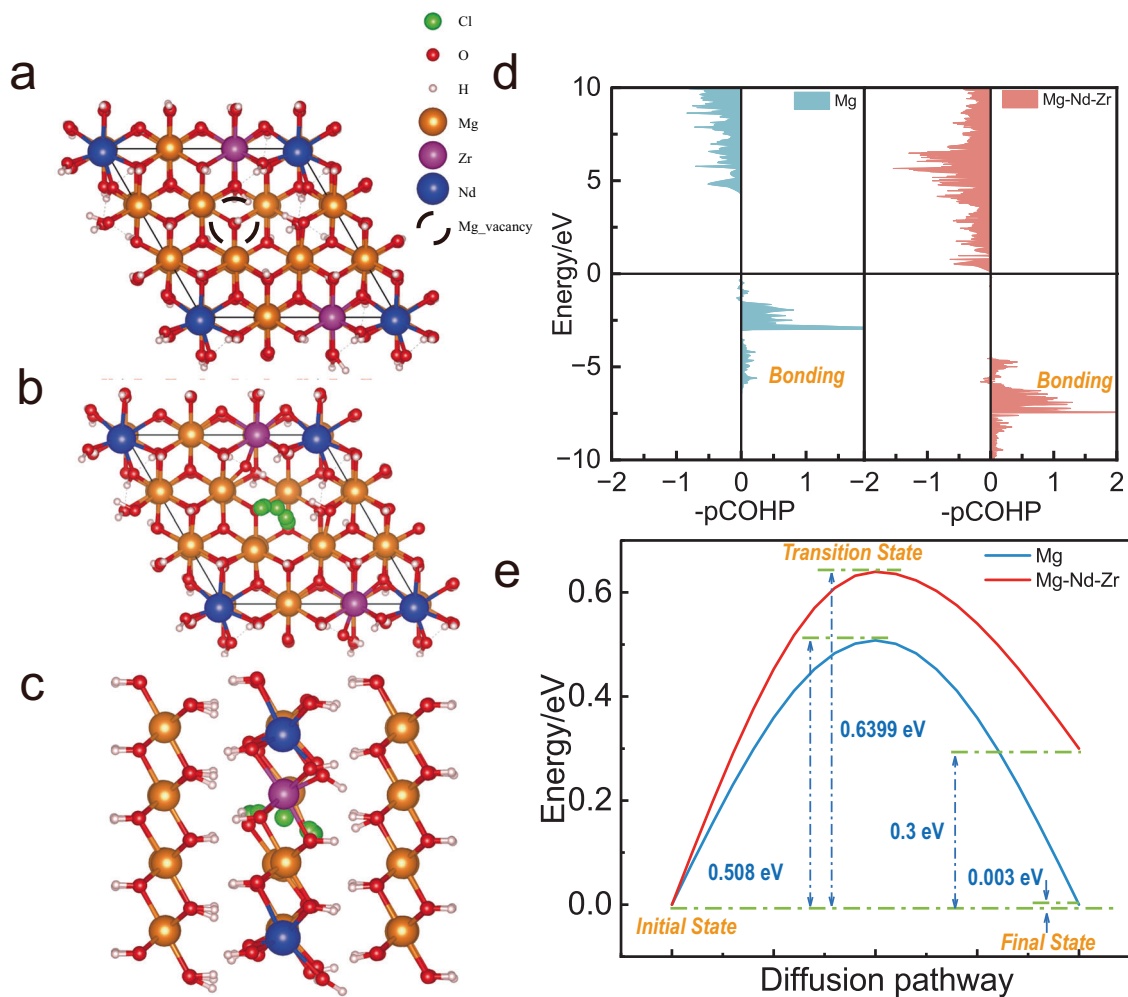 a
Cl
O
H
Mg
Zr
Nd
Mg_vacancy
b
c
d
Energy/eV
10
5
0
−5
−10
Mg
Mg-Nd-Zr
Bonding
Bonding
−2 −1 0 1 −2 −1 0 1 2
-pCOHP -pCOHP
e
Energy/eV
0.6
0.4
0.2
0.0
Transition State
Mg
Mg-Nd-Zr
0.6399 eV
0.508 eV
0.3 eV
0.003 eV
Initial State
Final State
Diffusion pathway